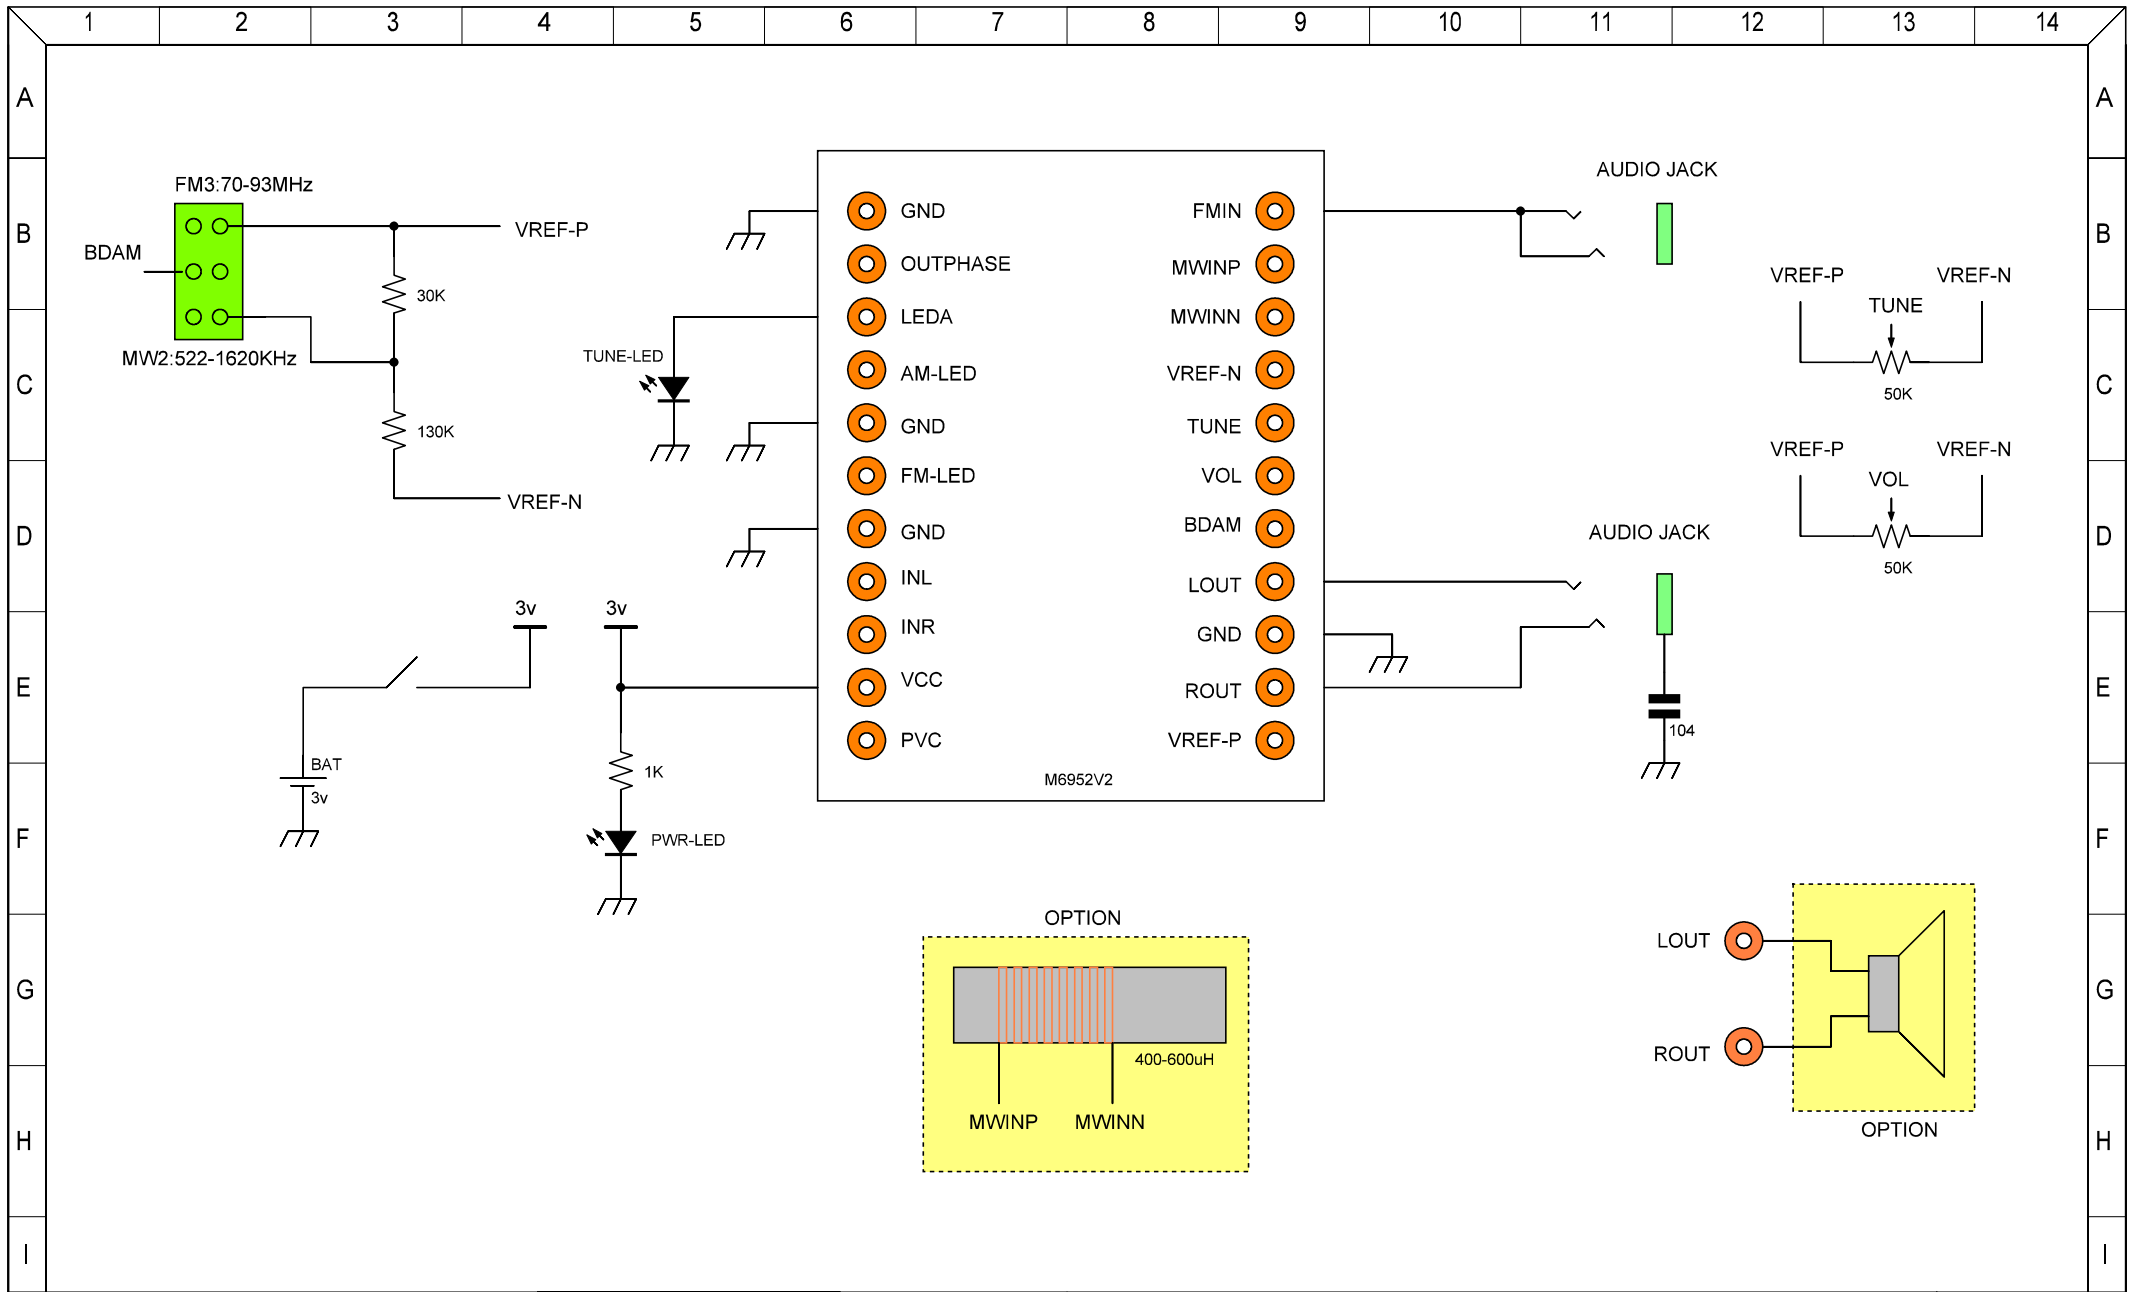 1 2 3 4 5 6 7 8 9 10 11 12 13 14
A A
B B
C C
D D
E E
F F
G G
H H
I I
FM3:70-93MHz
BDAM
MW2:522-1620KHz
VREF-P
30K
130K
VREF-N
3v
BAT
3v
3v
1K
PWR-LED
TUNE-LED
GND
OUTPHASE
LEDA
AM-LED
GND
FM-LED
GND
INL
INR
VCC
PVC
FMIN
MWINP
MWINN
VREF-N
TUNE
VOL
BDAM
LOUT
GND
ROUT
VREF-P
M6952V2
AUDIO JACK
AUDIO JACK
104
VREF-P VREF-N
TUNE
50K
VREF-P VREF-N
VOL
50K
OPTION
400-600uH
MWINP MWINN
LOUT
ROUT
OPTION